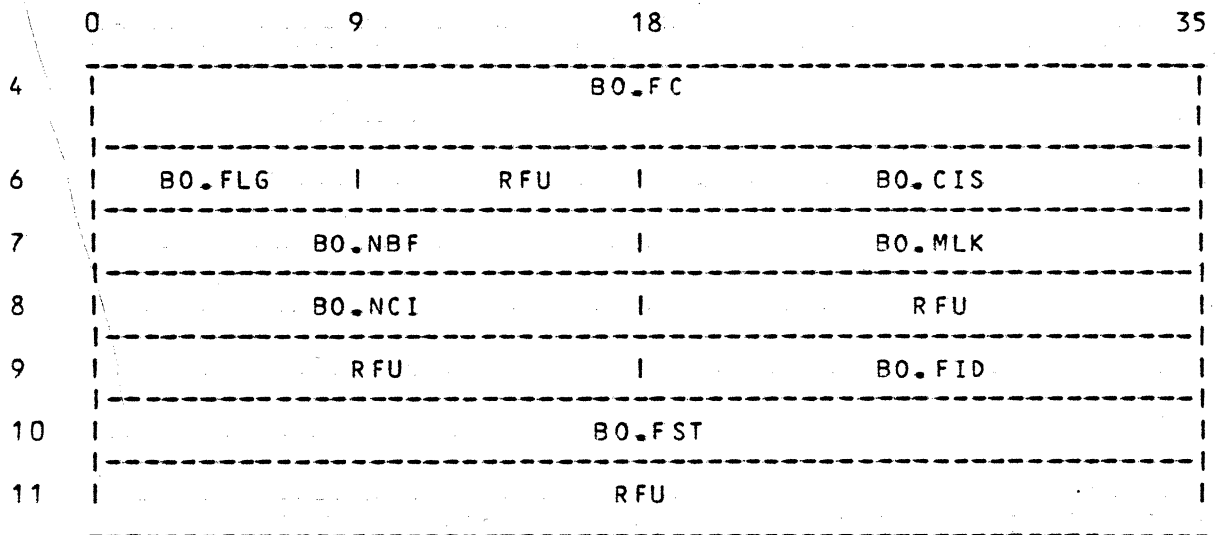 0 9 18 35
4 BO.FC
6 BO.FLG RFU BO.CIS
7 BO.NBF BO.MLK
8 BO.NCI RFU
9 RFU BO.FID
10 BO.FST
11 RFU